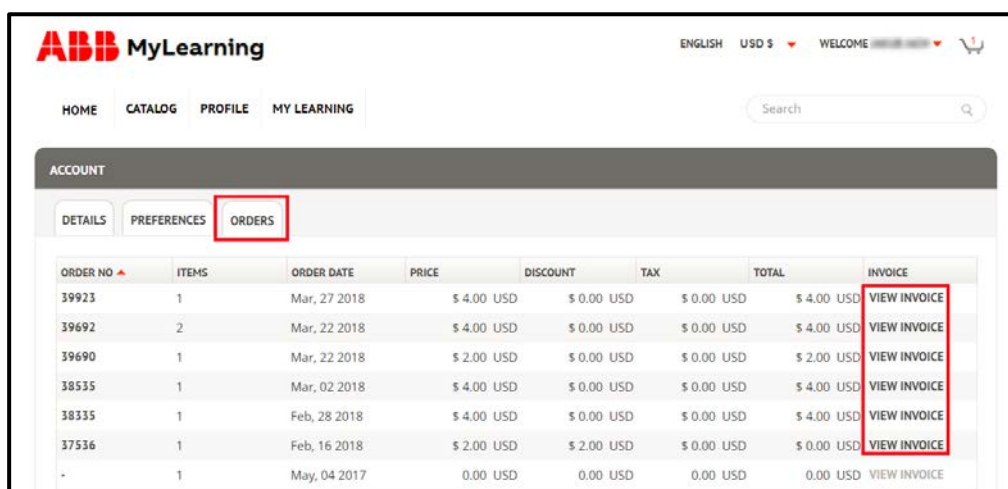 ABB MyLearning
ENGLISH USD $ WELCOME 1
HOME CATALOG PROFILE MY LEARNING Search
ACCOUNT
DETAILS PREFERENCES ORDERS
ORDER NO ITEMS ORDER DATE PRICE DISCOUNT TAX TOTAL INVOICE
39923 1 Mar, 27 2018 $ 4.00 USD $ 0.00 USD $ 0.00 USD $ 4.00 USD VIEW INVOICE
39692 2 Mar, 22 2018 $ 4.00 USD $ 0.00 USD $ 0.00 USD $ 4.00 USD VIEW INVOICE
39690 1 Mar, 22 2018 $ 2.00 USD $ 0.00 USD $ 0.00 USD $ 2.00 USD VIEW INVOICE
38535 1 Mar, 02 2018 $ 4.00 USD $ 0.00 USD $ 0.00 USD $ 4.00 USD VIEW INVOICE
38335 1 Feb, 28 2018 $ 4.00 USD $ 0.00 USD $ 0.00 USD $ 4.00 USD VIEW INVOICE
37536 1 Feb, 16 2018 $ 2.00 USD $ 2.00 USD $ 0.00 USD $ 0.00 USD VIEW INVOICE
- 1 May, 04 2017 0.00 USD 0.00 USD 0.00 USD 0.00 USD VIEW INVOICE